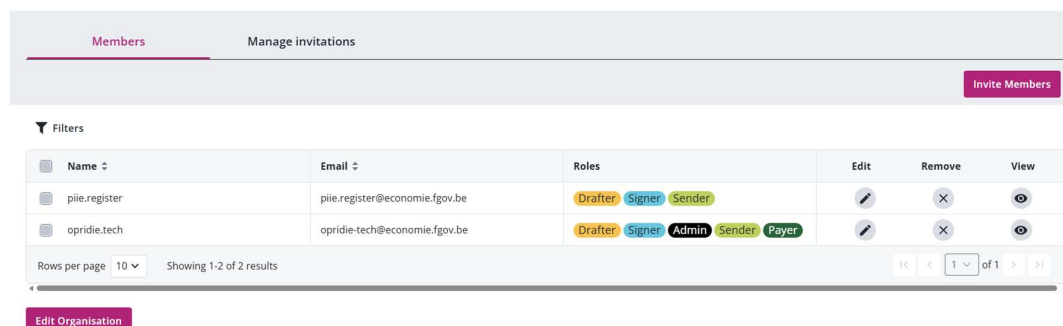 Members Manage invitations
Invite Members
Filters
Name Email Roles Edit Remove View
piie.register piie.register@economie.fgov.be Drafter Signer Sender
opridie.tech opridie-tech@economie.fgov.be Drafter Signer Admin Sender Payer
Rows per page 10 Showing 1-2 of 2 results 1 of 1
Edit Organisation